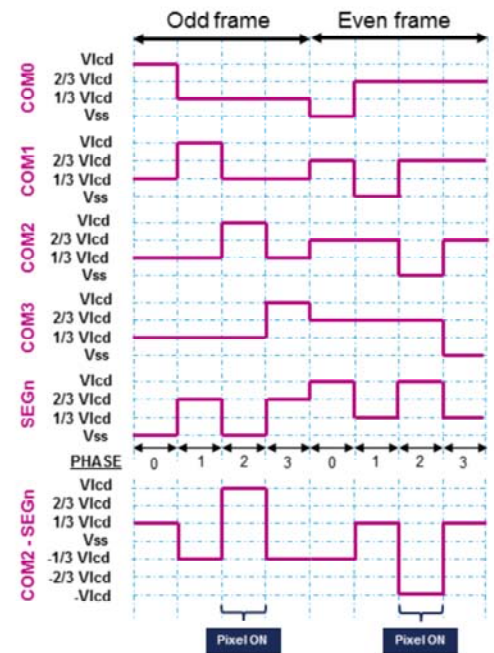 Odd frame Even frame
COM0
Vlcd
2/3 Vlcd
1/3 Vlcd
Vss
COM1
Vlcd
2/3 Vlcd
1/3 Vlcd
Vss
COM2
Vlcd
2/3 Vlcd
1/3 Vlcd
Vss
COM3
Vlcd
2/3 Vlcd
1/3 Vlcd
Vss
SEGn
Vlcd
2/3 Vlcd
1/3 Vlcd
Vss
PHASE 0 1 2 3 0 1 2 3
COM2 - SEGn
Vlcd
2/3 Vlcd
1/3 Vlcd
Vss
-1/3 Vlcd
-2/3 Vlcd
-Vlcd
Pixel ON Pixel ON